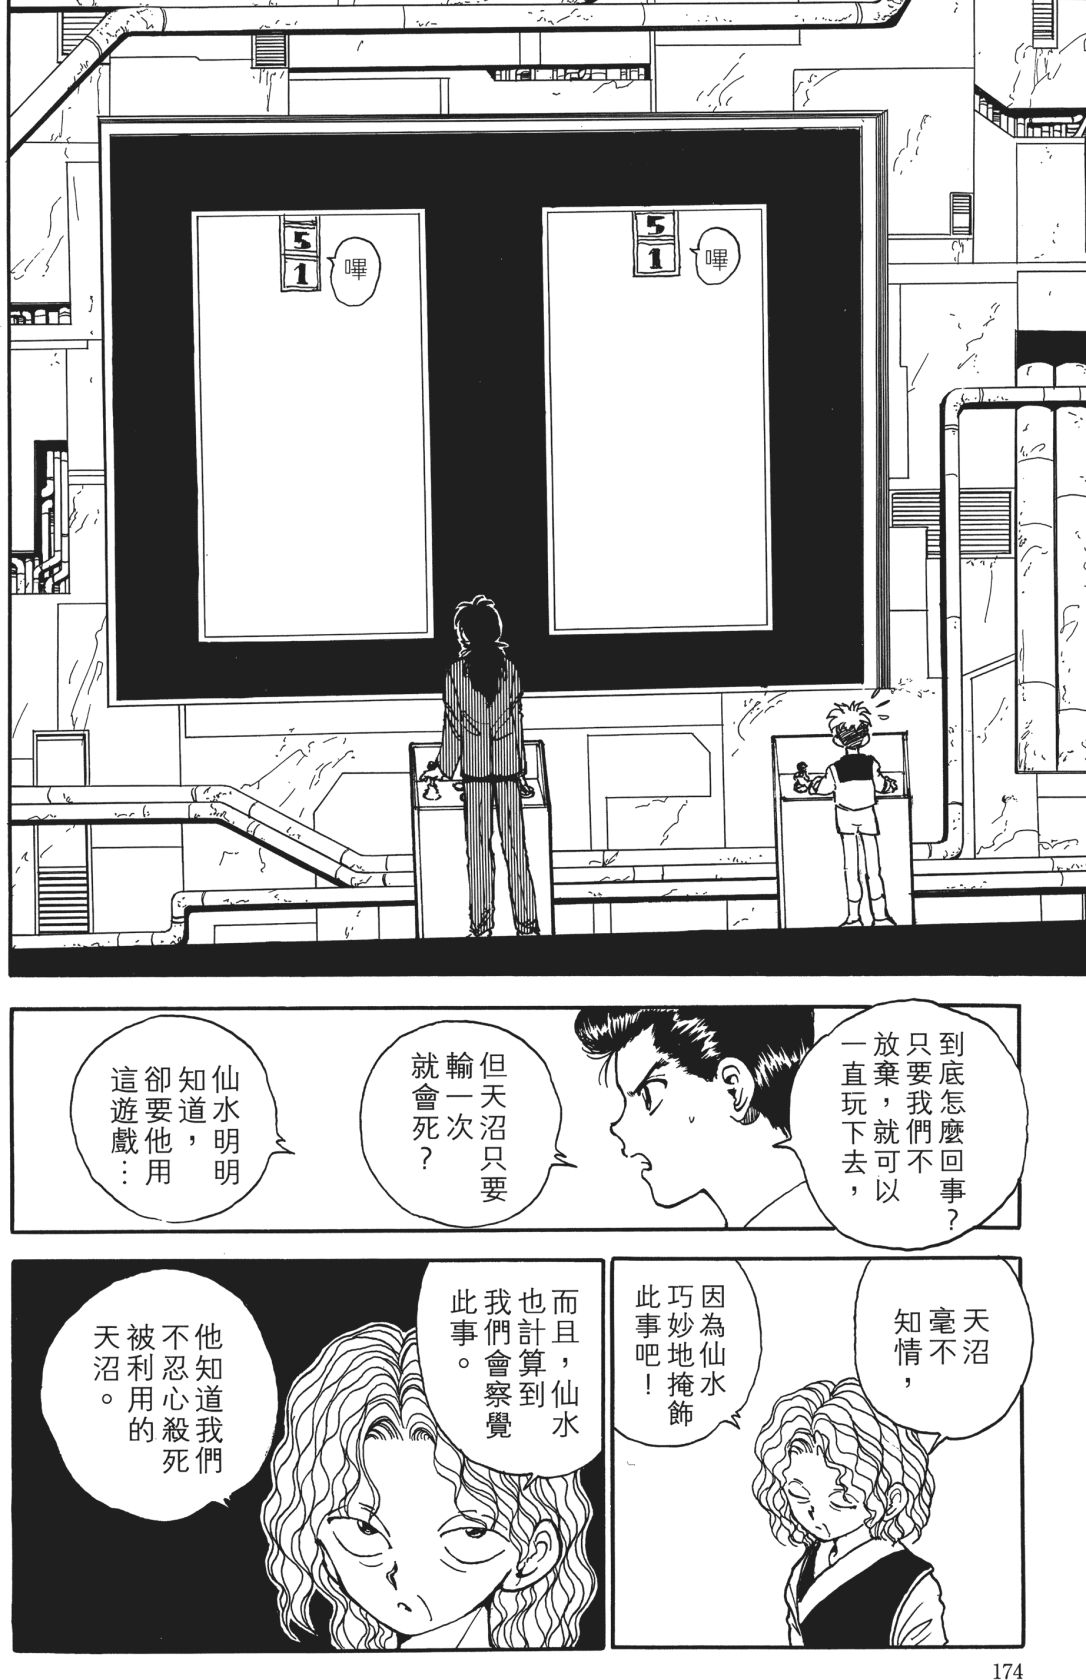 5
1
嗶
5
1
嗶
到底怎麼回事?
只要我們不
放棄，就可以
一直玩下去，
但天沼只要
輸一次
就會死?
仙水明明
知道，
卻要他用
這遊戲…
天沼
毫不
知情，
因為仙水
巧妙地掩飾
此事吧!
而且，仙水
也計算到
我們會察覺
此事。
他知道我們
不忍心殺死
被利用的
天沼。
174